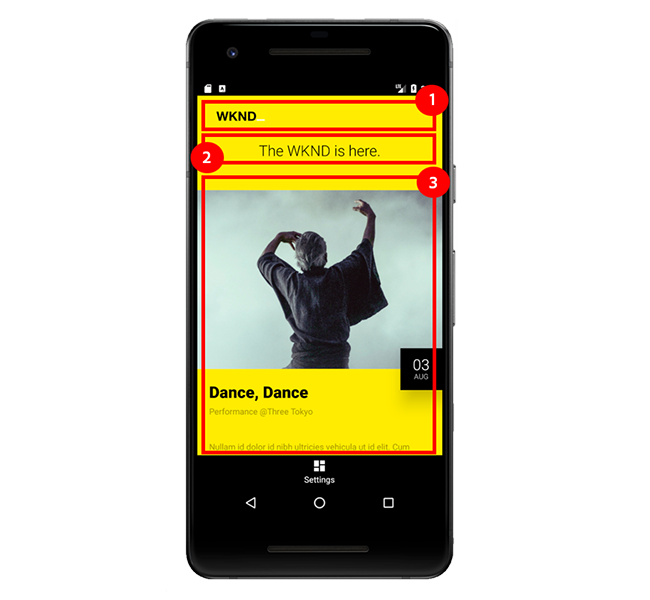 WKND_
1
The WKND is here.
2
3
03
AUG
Dance, Dance
Performance @Three Tokyo
Nullam id dolor id nibh ultricies vehicula ut id elit. Cum
Settings